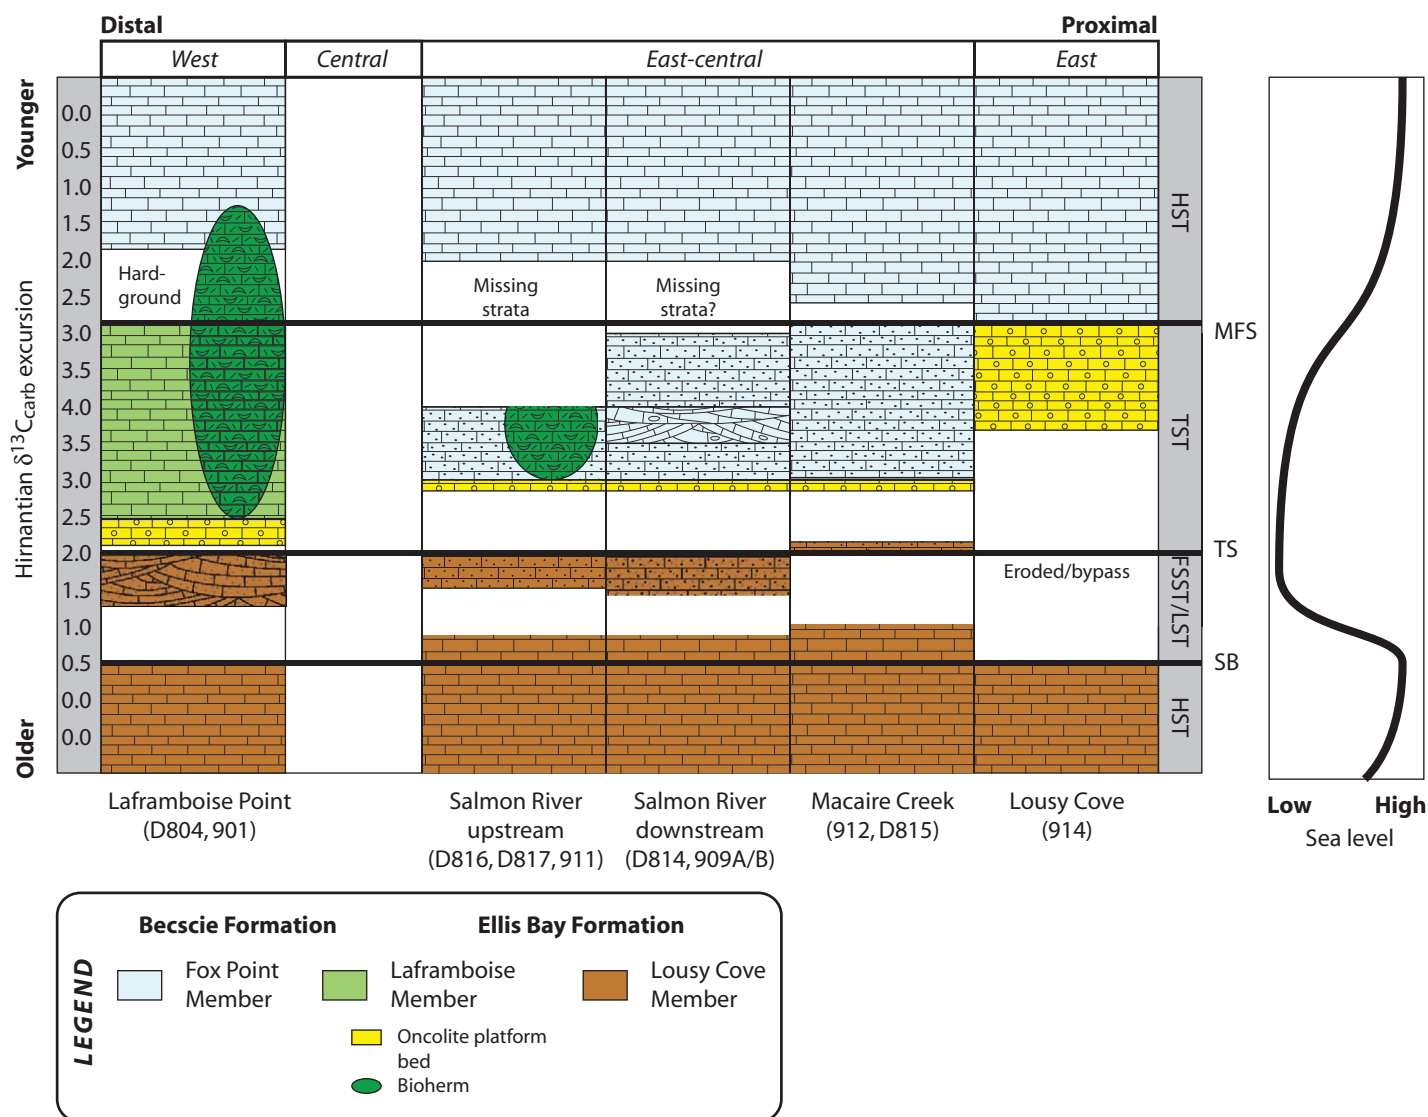 Distal
Proximal
West
Central
East-central
East
Younger
Hirnantian δ13Ccarb excursion
Older
0.0
0.5
1.0
1.5
2.0
2.5
3.0
3.5
4.0
3.5
3.0
2.5
2.0
1.5
1.0
0.5
0.0
0.0
Hard-
ground
Missing
strata
Missing
strata?
Eroded/bypass
HST
TST
FSST/LST
HST
MFS
TS
SB
Low
High
Sea level
Laframboise Point
(D804, 901)
Salmon River
upstream
(D816, D817, 911)
Salmon River
downstream
(D814, 909A/B)
Macaire Creek
(912, D815)
Lousy Cove
(914)
LEGEND
Becscie Formation
Ellis Bay Formation
Fox Point
Member
Laframboise
Member
Lousy Cove
Member
Oncolite platform
bed
Bioherm